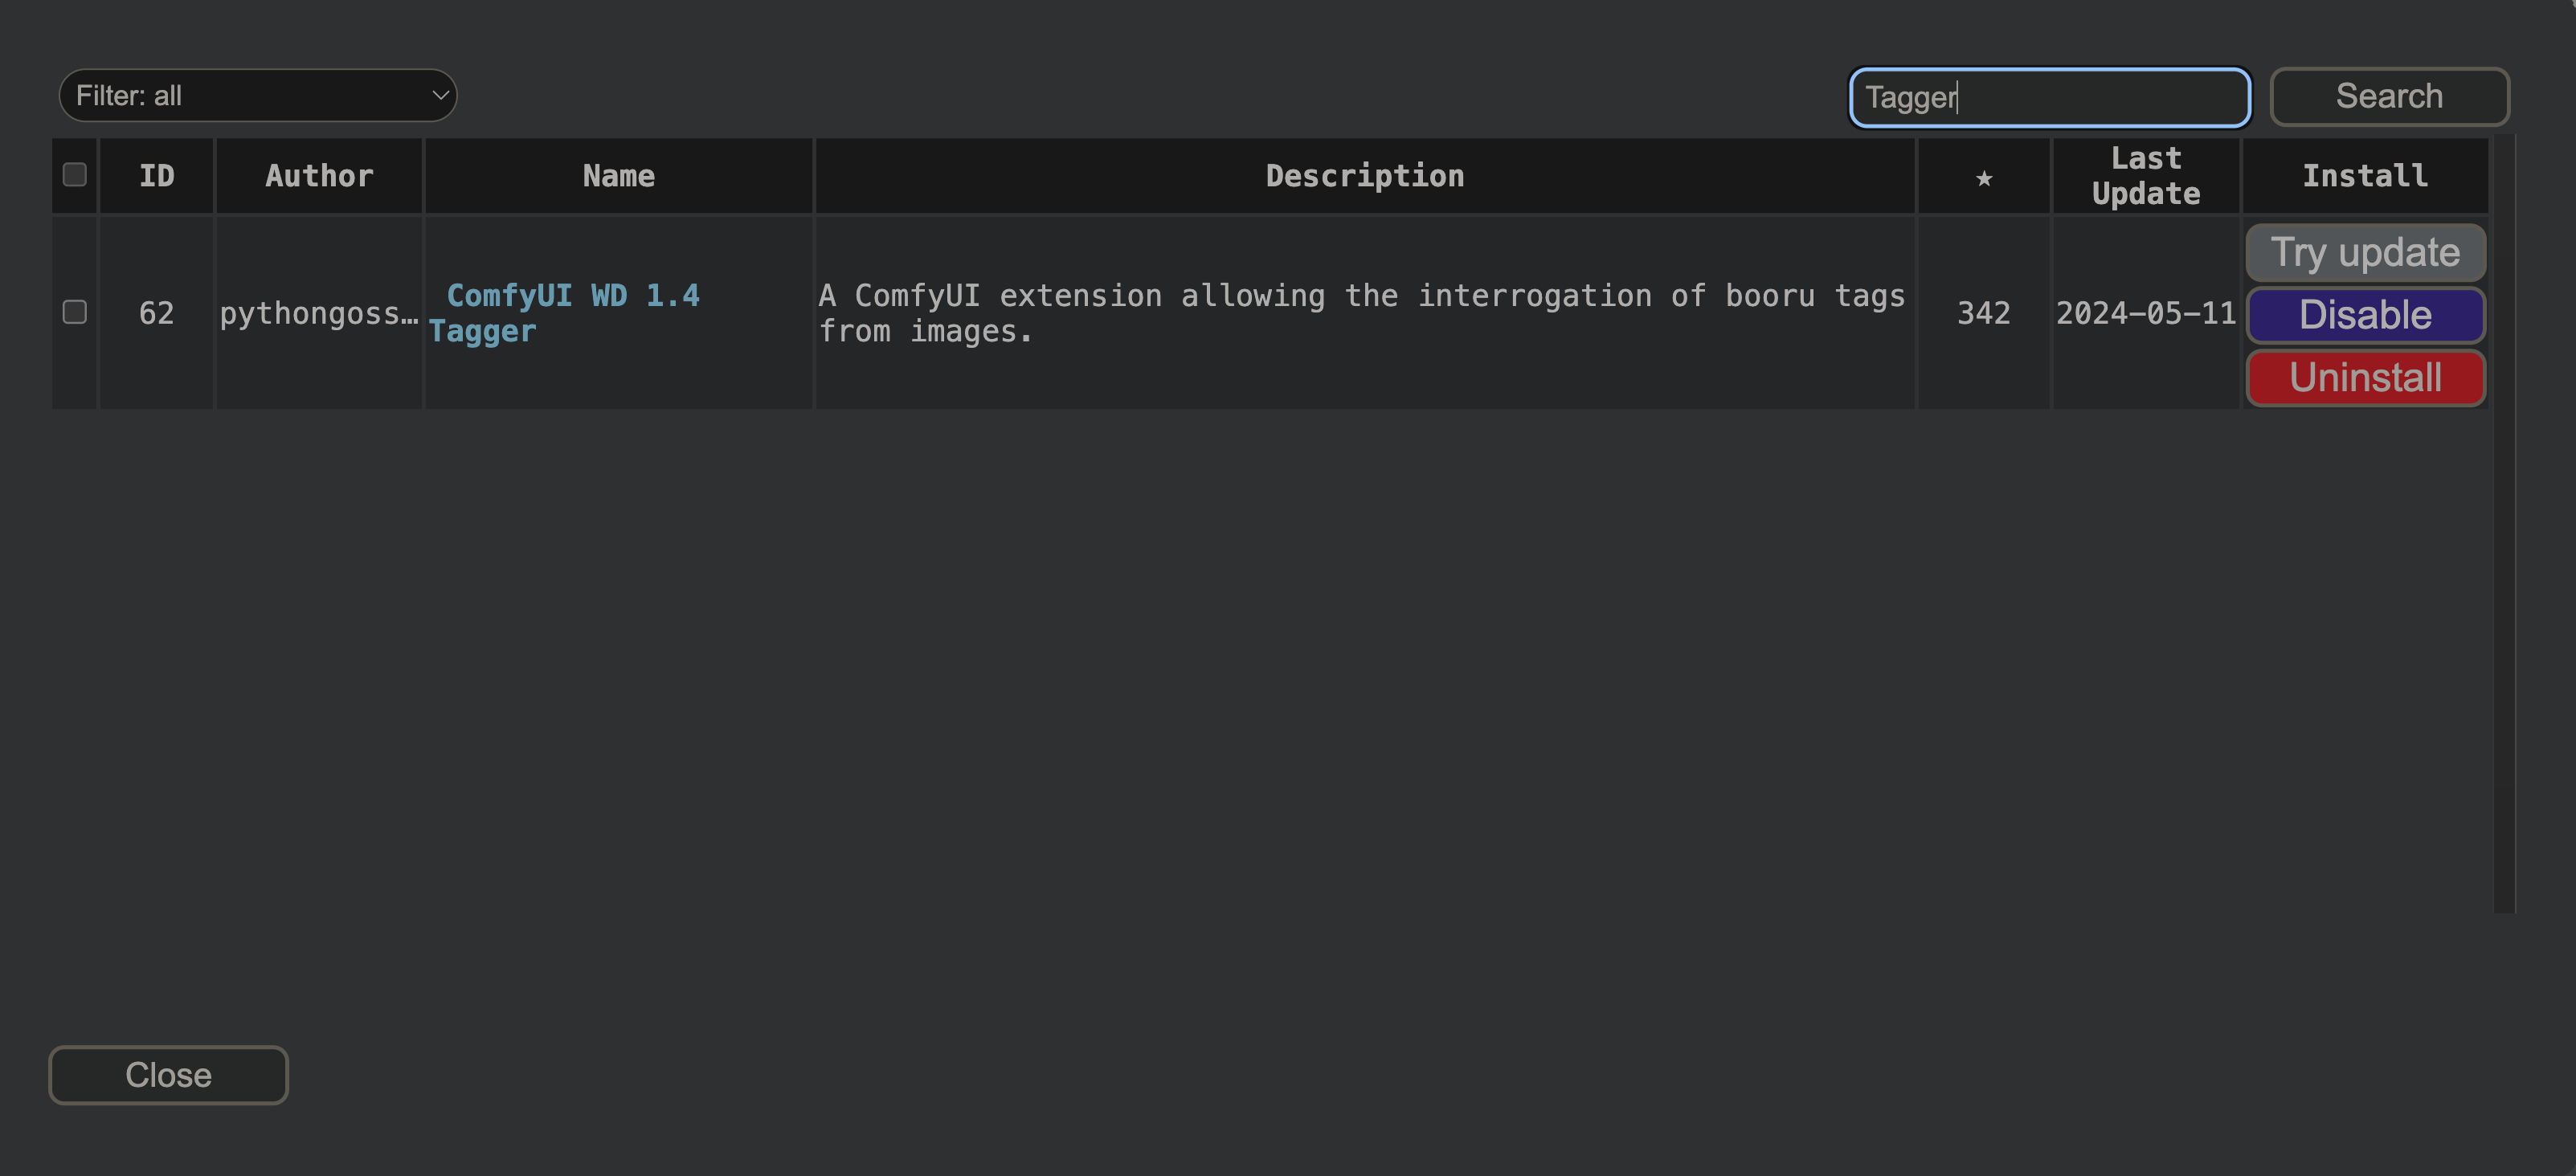 Filter: all
Tagger
Search
ID
Author
Name
Description
★
Last
Update
Install
62
pythongoss…
ComfyUI WD 1.4
Tagger
A ComfyUI extension allowing the interrogation of booru tags
from images.
342
2024-05-11
Try update
Disable
Uninstall
Close